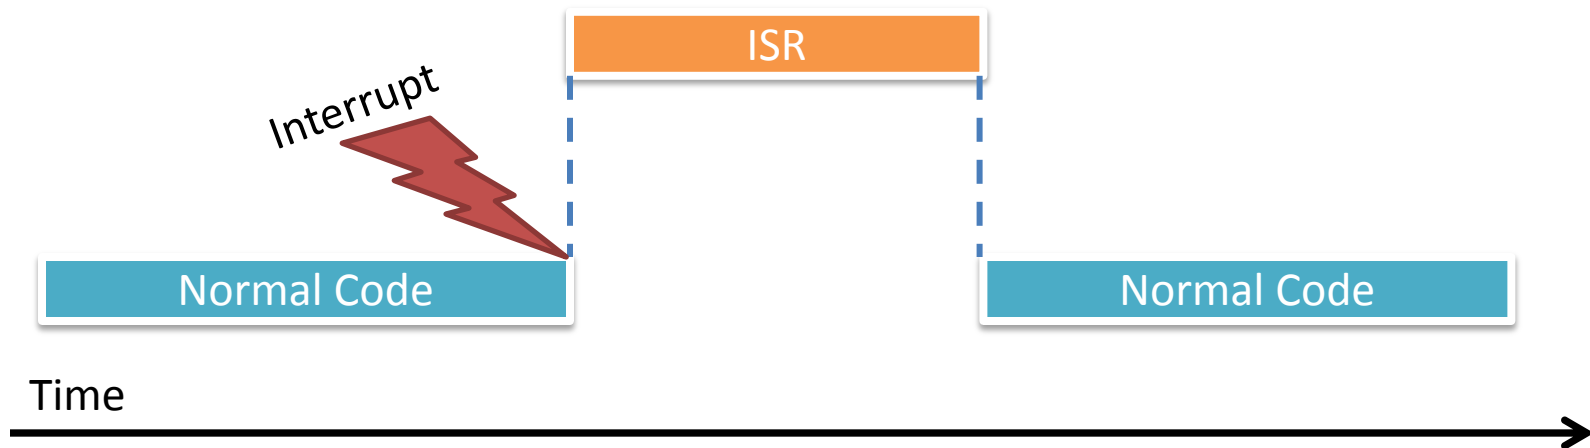 ISR
Interrupt
Normal Code
Normal Code
Time